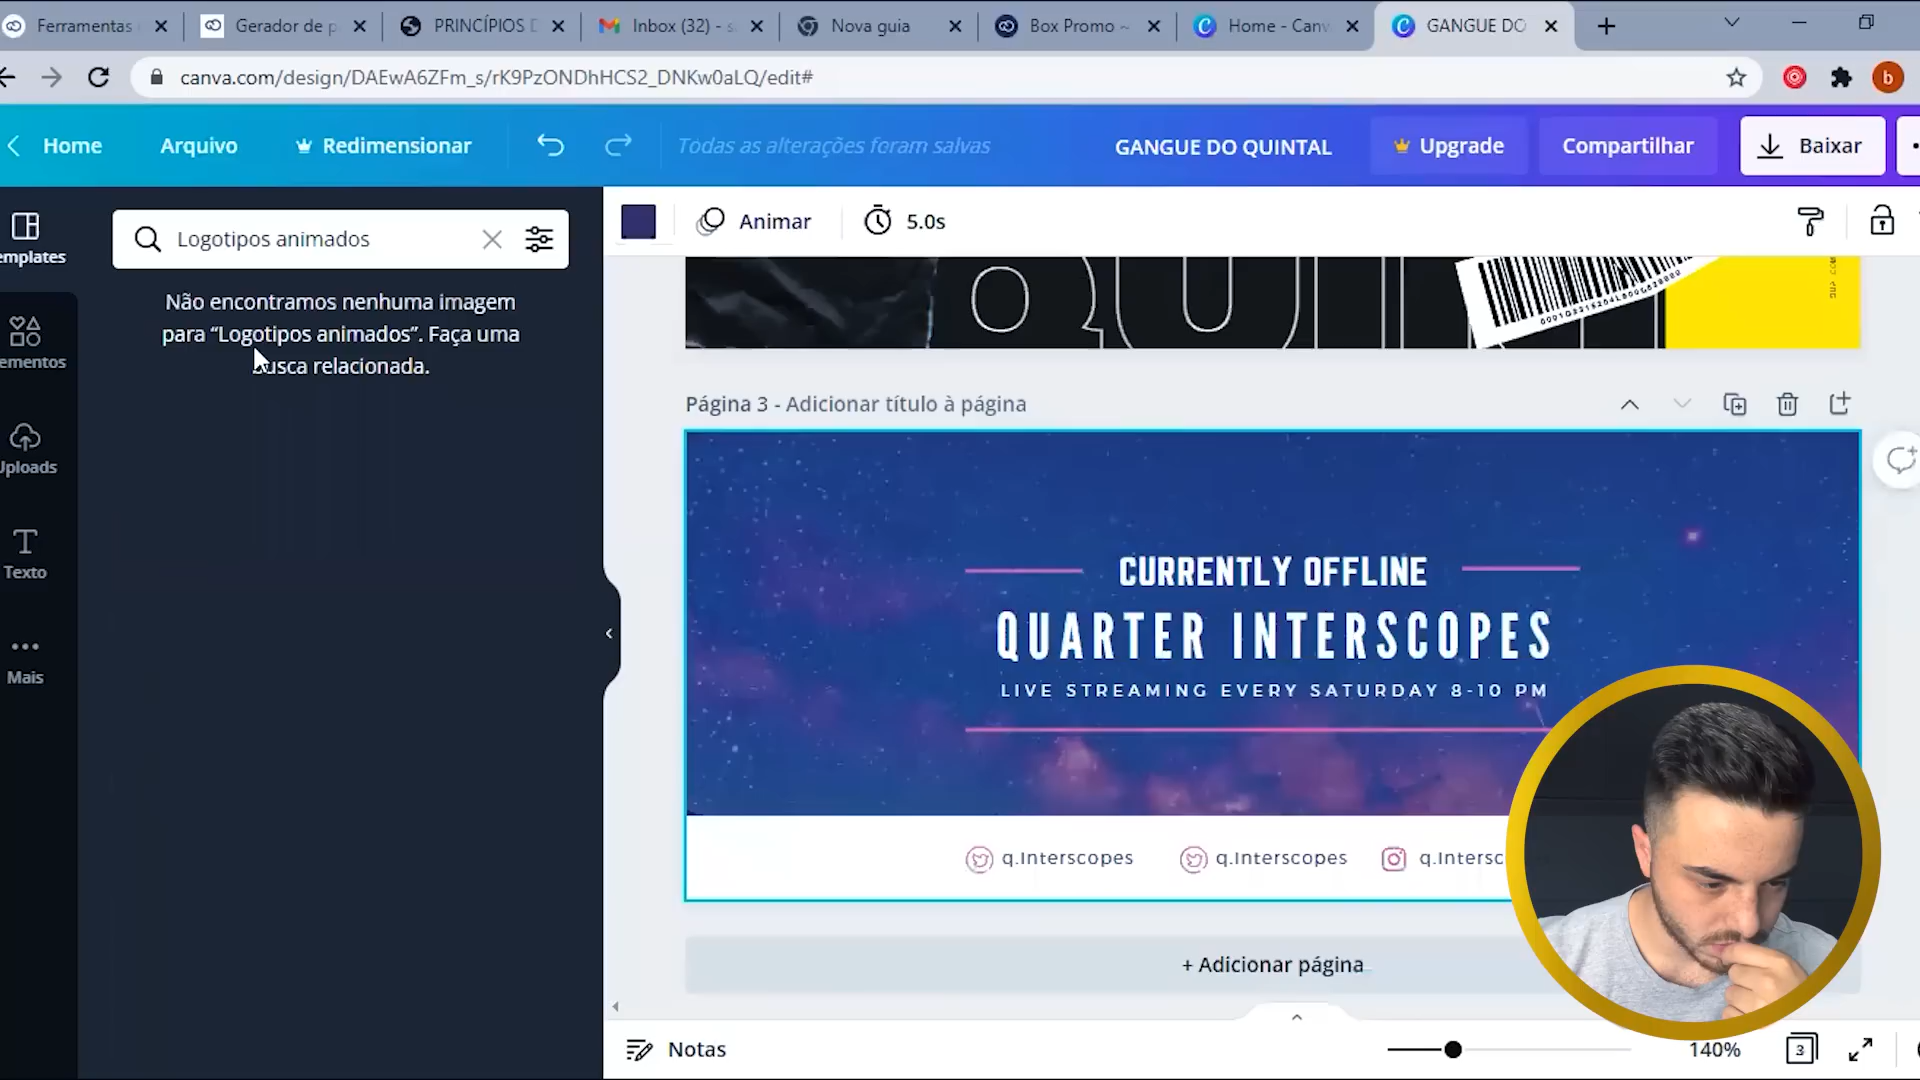 Ferramentas
Gerador de p
PRINCÍPIOS D
Inbox (32) - s
Nova guia
Box Promo ~
Home - Canv
GANGUE DO
canva.com/design/DAEwA6ZFm_s/rK9PzONDhHCS2_DNKw0aLQ/edit#
b
Home
Arquivo
Redimensionar
Todas as alterações foram salvas
GANGUE DO QUINTAL
Upgrade
Compartilhar
Baixar
emplates
Logotipos animados
Animar
5.0s
Não encontramos nenhuma imagem
para “Logotipos animados”. Faça uma
busca relacionada.
ementos
Uploads
Texto
Mais
QUI
Página 3 - Adicionar título à página
CURRENTLY OFFLINE
QUARTER INTERSCOPES
LIVE STREAMING EVERY SATURDAY 8-10 PM
q.Interscopes
q.Interscopes
q.Intersc
+ Adicionar página
Notas
140%
3